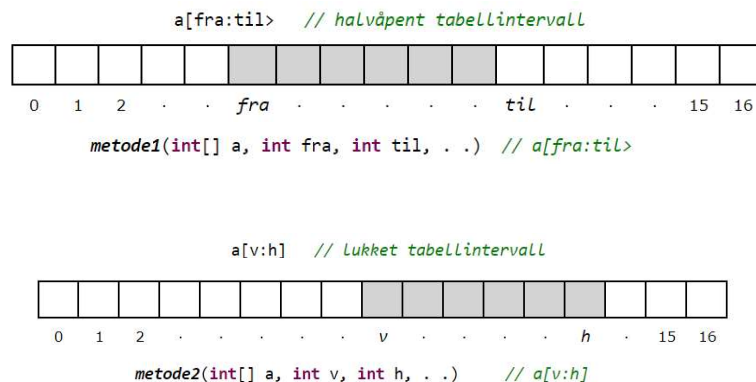 a[fra:til> // halvåpent tabellintervall
0 1 2 · · fra · · · · · til · · · 15 16
metode1(int[] a, int fra, int til, . .) // a[fra:til>
a[v:h] // lukket tabellintervall
0 1 2 · · · · · v · · · · h · 15 16
metode2(int[] a, int v, int h, . .) // a[v:h]